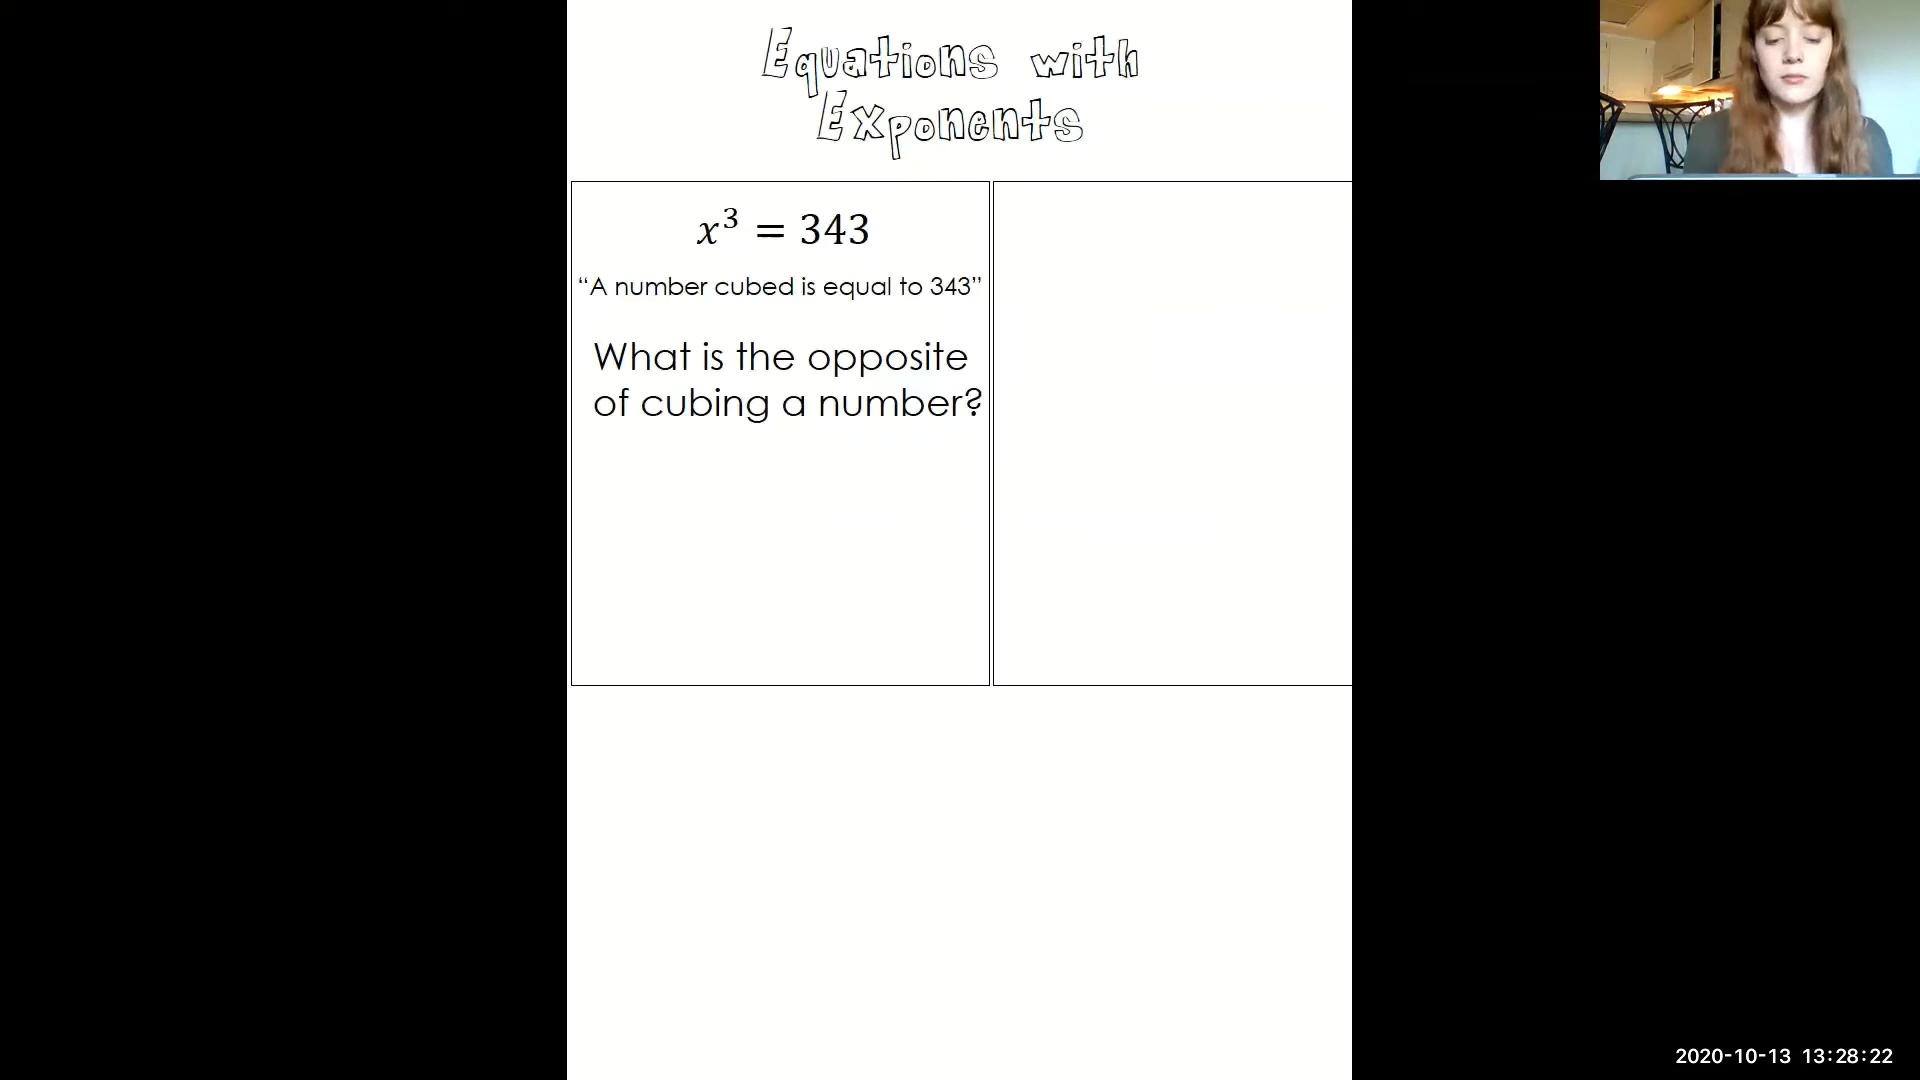 Equations with
Exponents
x³ = 343
“A number cubed is equal to 343”
What is the opposite
of cubing a number?
2020-10-13 13:28:22